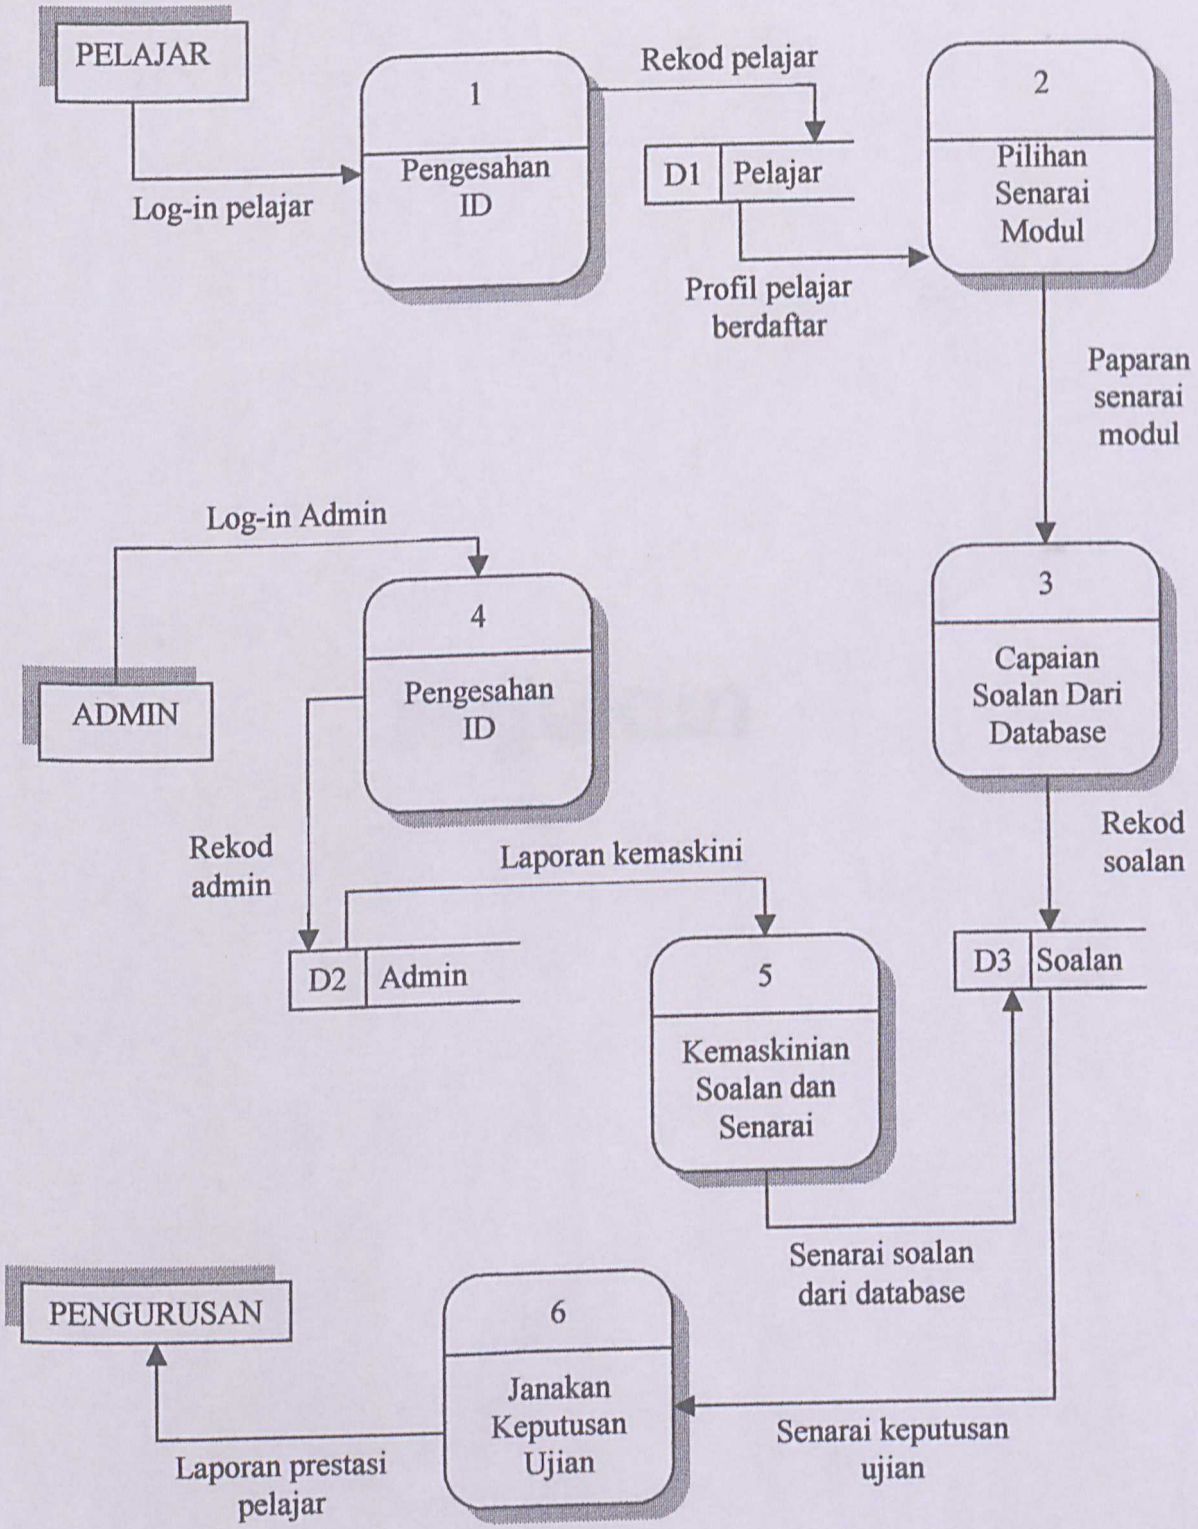 PELAJAR
Log-in pelajar
1
Pengesahan
ID
Rekod pelajar
D1 Pelajar
Profil pelajar
berdaftar
2
Pilihan
Senarai
Modul
Paparan
senarai
modul
Log-in Admin
ADMIN
4
Pengesahan
ID
3
Capaian
Soalan Dari
Database
Rekod
admin
Laporan kemaskini
Rekod
soalan
D2 Admin
5
Kemaskinian
Soalan dan
Senarai
D3 Soalan
Senarai soalan
dari database
PENGURUSAN
6
Janakan
Keputusan
Ujian
Senarai keputusan
ujian
Laporan prestasi
pelajar